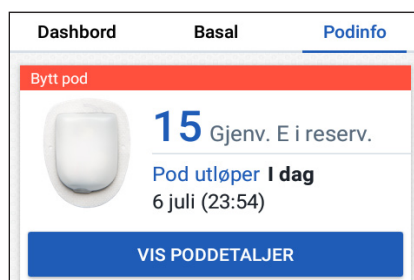 Dashbord Basal Podinfo
Bytt pod
15 Gjenv. E i reserv.
Pod utløper I dag
6 juli (23:54)
VIS PODDETALJER